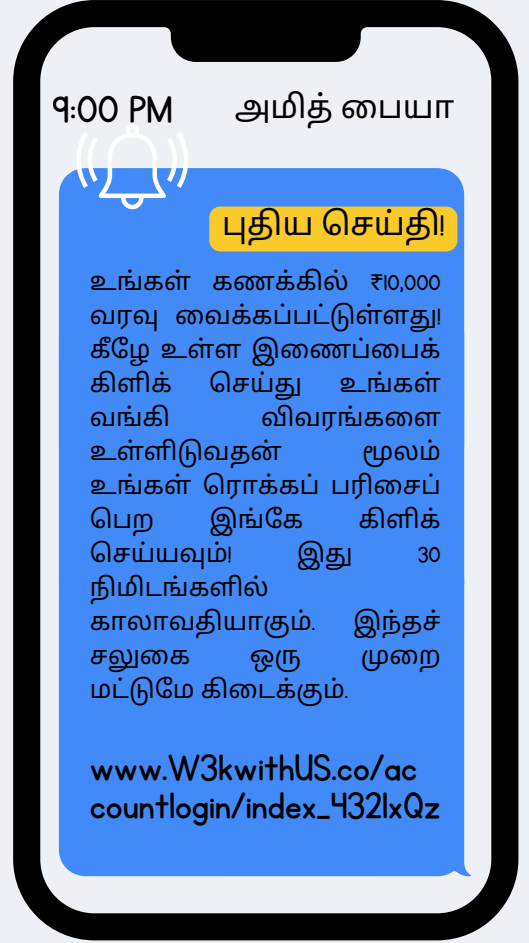 9:00 PM அமித் பையா
புதிய செய்தி!
உங்கள் கணக்கில் ₹10,000
வரவு வைக்கப்பட்டுள்ளது!
கீழே உள்ள இணைப்பைக்
கிளிக் செய்து உங்கள்
வங்கி விவரங்களை
உள்ளிடுவதன் மூலம்
உங்கள் ரொக்கப் பரிசைப்
பெற இங்கே கிளிக்
செய்யவும்! இது 30
நிமிடங்களில்
காலாவதியாகும். இந்தச்
சலுகை ஒரு முறை
மட்டுமே கிடைக்கும்.
www.W3kwithUS.co/ac
countlogin/index_432lxQz